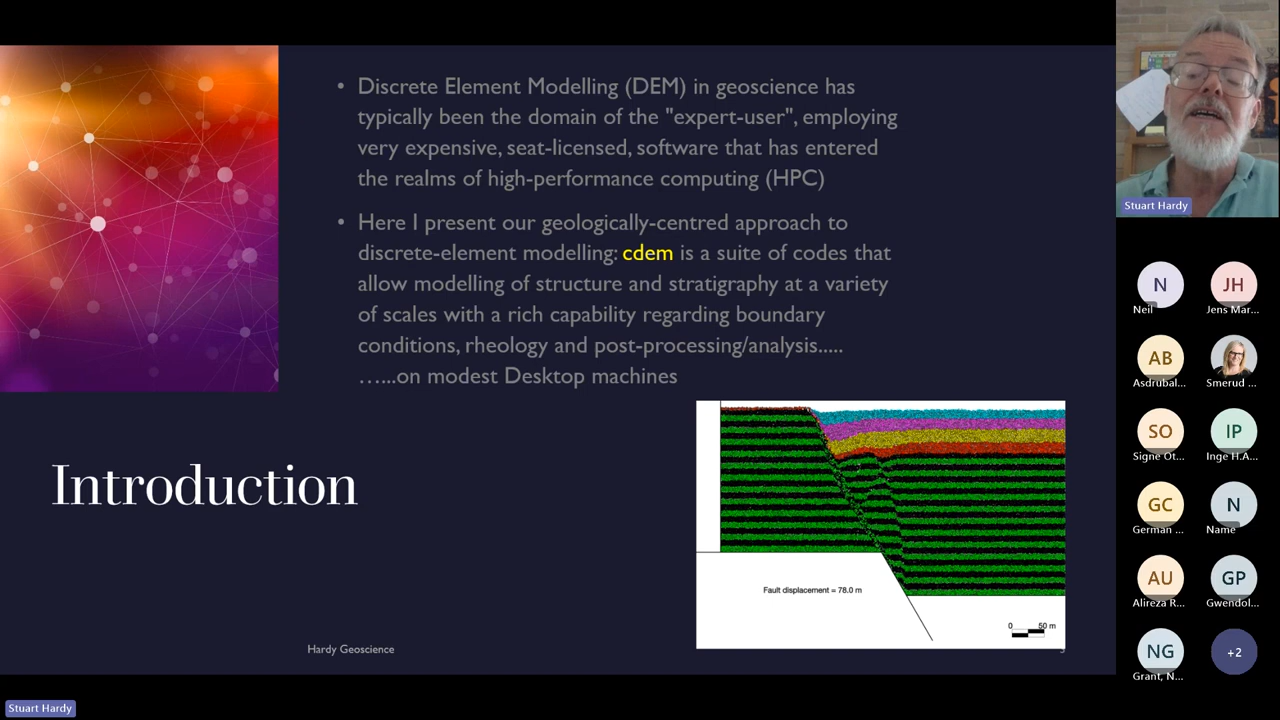 • Discrete Element Modelling (DEM) in geoscience has
typically been the domain of the "expert-user", employing
very expensive, seat-licensed, software that has entered
the realms of high-performance computing (HPC)
• Here I present our geologically-centred approach to
discrete-element modelling: cdem is a suite of codes that
allow modelling of structure and stratigraphy at a variety
of scales with a rich capability regarding boundary
conditions, rheology and post-processing/analysis.....
…...on modest Desktop machines
Introduction
Fault displacement = 78.0 m
0 50 m
Hardy Geoscience
Stuart Hardy
Stuart Hardy
N JH
Neil Jens Mar...
AB
Asdrubal... Smerud ...
SO IP
Signe Ot... Inge H.A...
GC N
German ... Name
AU GP
Alireza R... Gwendol...
NG +2
Grant, N...